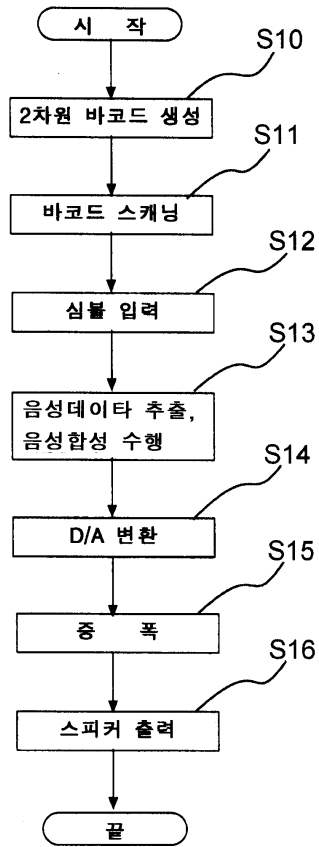 시 작
S10
2차원 바코드 생성
S11
바코드 스캐닝
S12
심볼 입력
S13
음성데이타 추출,
음성합성 수행
S14
D/A 변환
S15
증 폭
S16
스피커 출력
끝